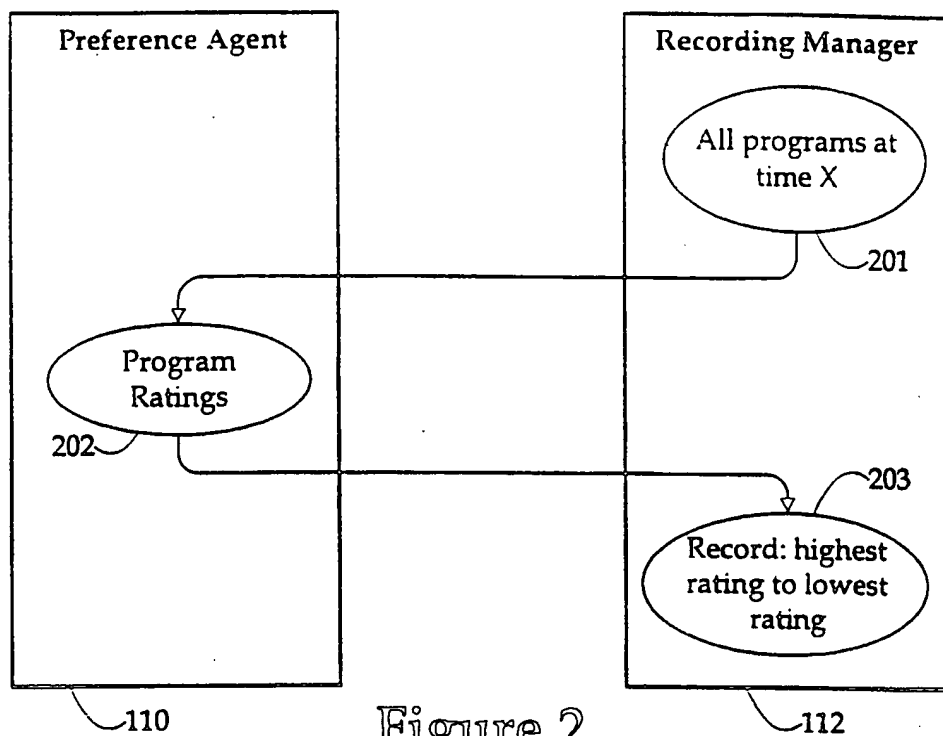 Preference Agent
Recording Manager
All programs at
time X
201
Program
Ratings
202
203
Record: highest
rating to lowest
rating
110
112
Figure 2